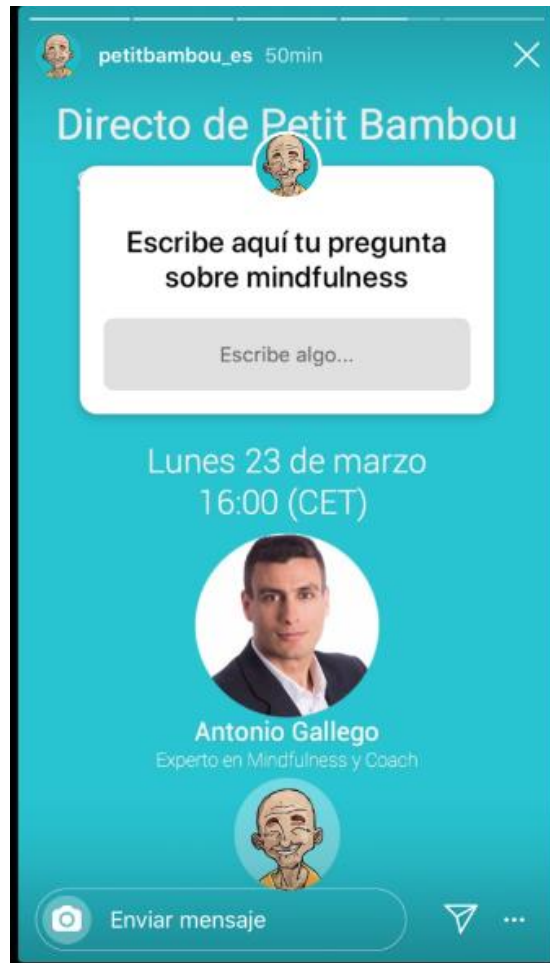 petitbambou_es 50min
Directo de Petit Bambou
Escribe aquí tu pregunta
sobre mindfulness
Escribe algo...
Lunes 23 de marzo
16:00 (CET)
Antonio Gallego
Experto en Mindfulness y Coach
Enviar mensaje